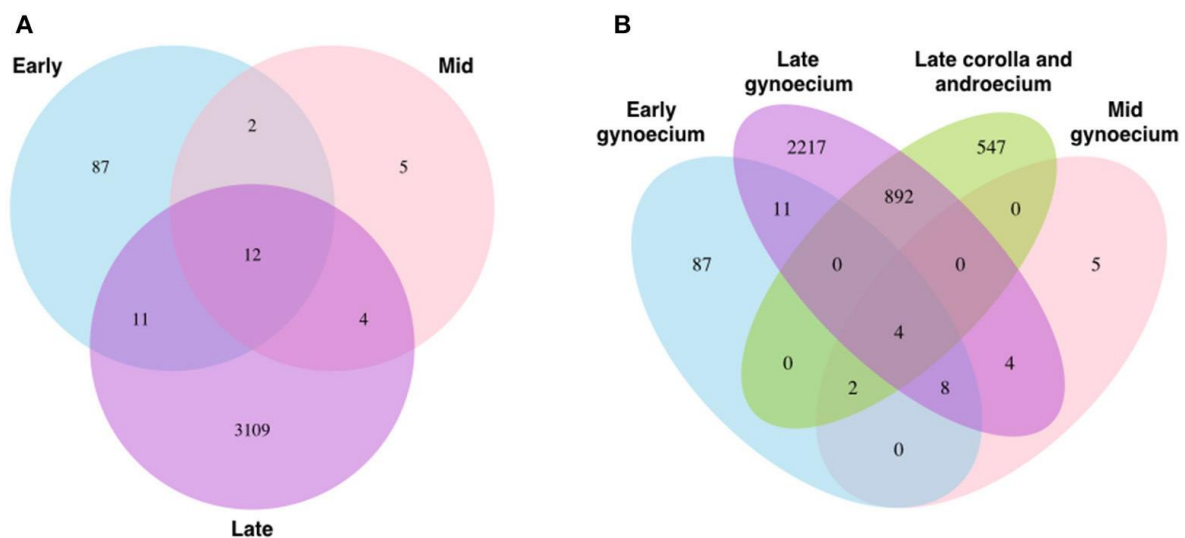 A
Early
Mid
2
87
5
12
11
4
3109
Late
B
Late
gynoecium
Late corolla and
androecium
Early
gynoecium
Mid
gynoecium
2217
547
892
11
0
87
0
0
5
4
0
4
2
8
0